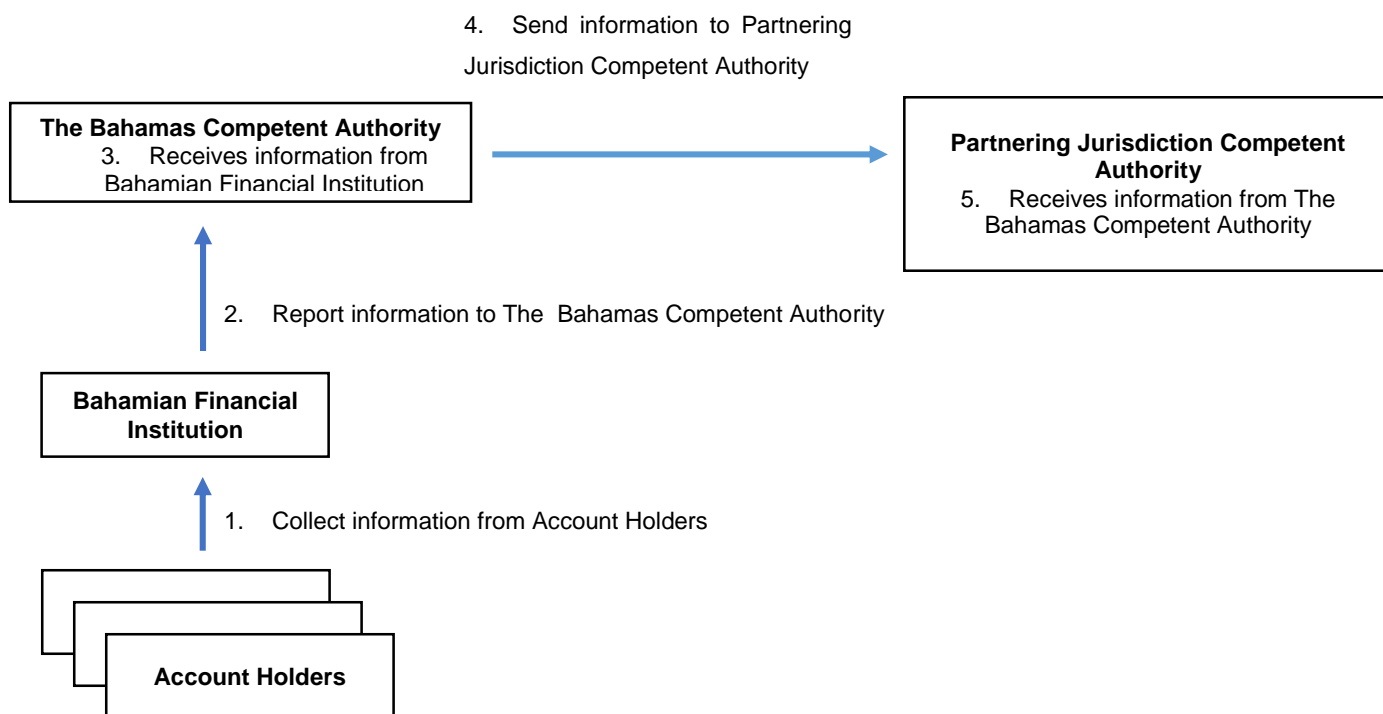 4. Send information to Partnering
Jurisdiction Competent Authority
The Bahamas Competent Authority
3. Receives information from
Bahamian Financial Institution
Partnering Jurisdiction Competent
Authority
5. Receives information from The
Bahamas Competent Authority
2. Report information to The Bahamas Competent Authority
Bahamian Financial
Institution
1. Collect information from Account Holders
Account Holders